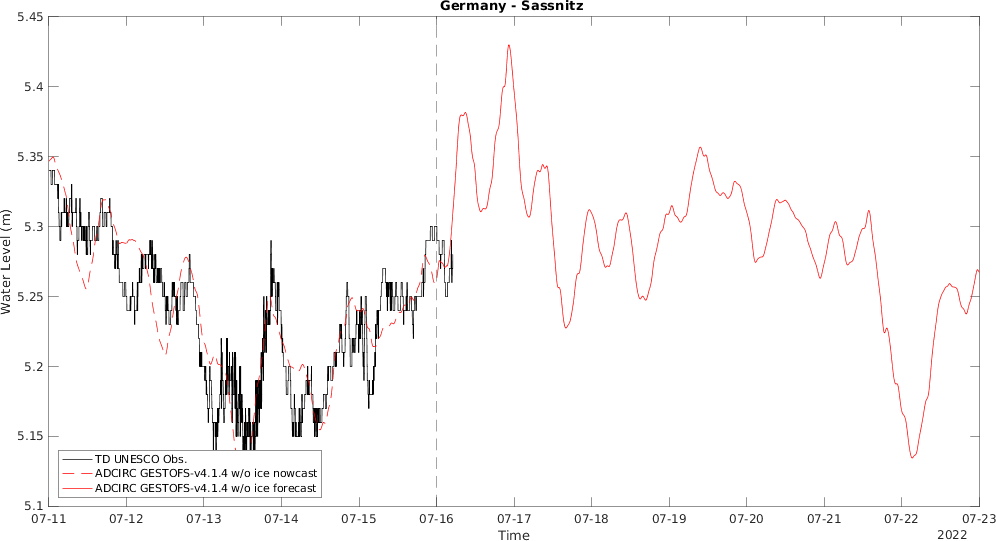 Germany - Sassnitz
5.45
5.4
5.35
5.3
5.25
5.2
5.15
5.1
Water Level (m)
TD UNESCO Obs.
ADCIRC GESTOFS-v4.1.4 w/o ice nowcast
ADCIRC GESTOFS-v4.1.4 w/o ice forecast
07-11 07-12 07-13 07-14 07-15 07-16 07-17 07-18 07-19 07-20 07-21 07-22 07-23
Time
2022